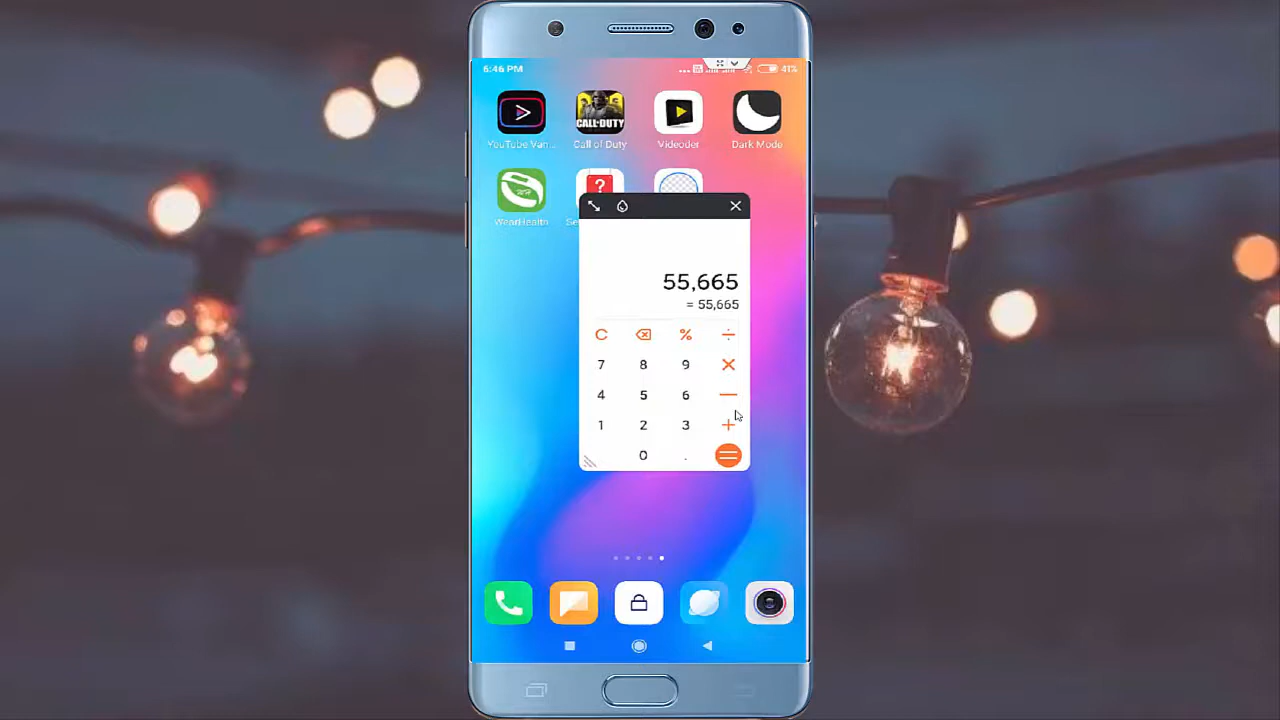 6:46 PM 41%
YouTube Van... Call of Duty Videoder Dark Mode
CALL OF DUTY
WearHealth Se
?
55,665
= 55,665
C % ÷
7 8 9 ×
4 5 6 —
1 2 3 +
0 . =